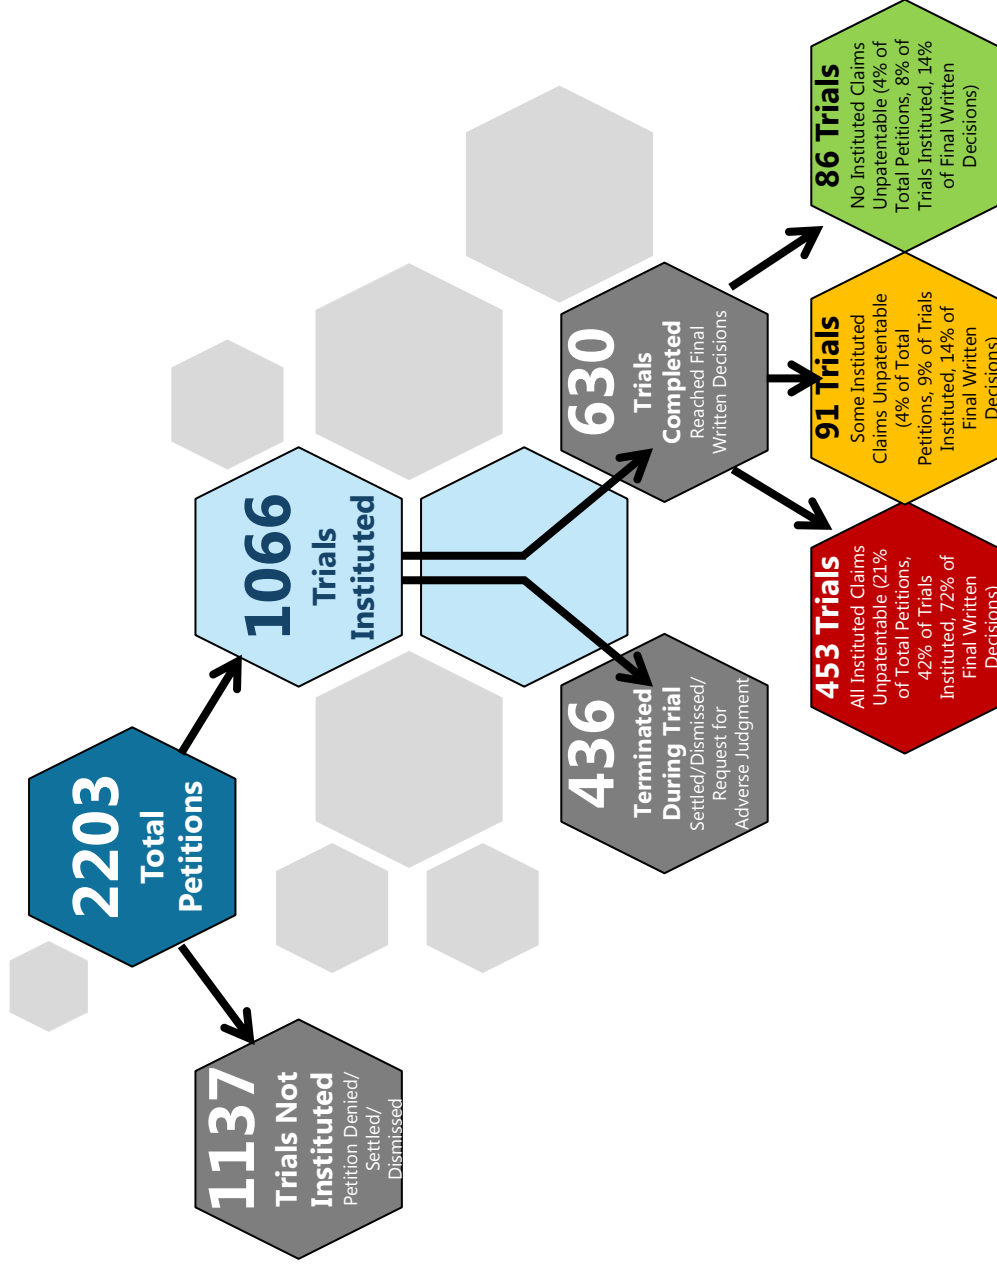 2203
Total
Petitions
1137
Trials Not
Instituted
Petition Denied/
Settled/
Dismissed
1066
Trials
Instituted
436
Terminated
During Trial
Settled/Dismissed/
Request for
Adverse Judgment
630
Trials
Completed
Reached Final
Written Decisions
453 Trials
All Instituted Claims
Unpatentable (21%
of Total Petitions,
42% of Trials
Instituted, 72% of
Final Written
Decisions)
91 Trials
Some Instituted
Claims Unpatentable
(4% of Total
Petitions, 9% of Trials
Instituted, 14% of
Final Written
Decisions)
86 Trials
No Instituted Claims
Unpatentable (4% of
Total Petitions, 8% of
Trials Instituted, 14%
of Final Written
Decisions)